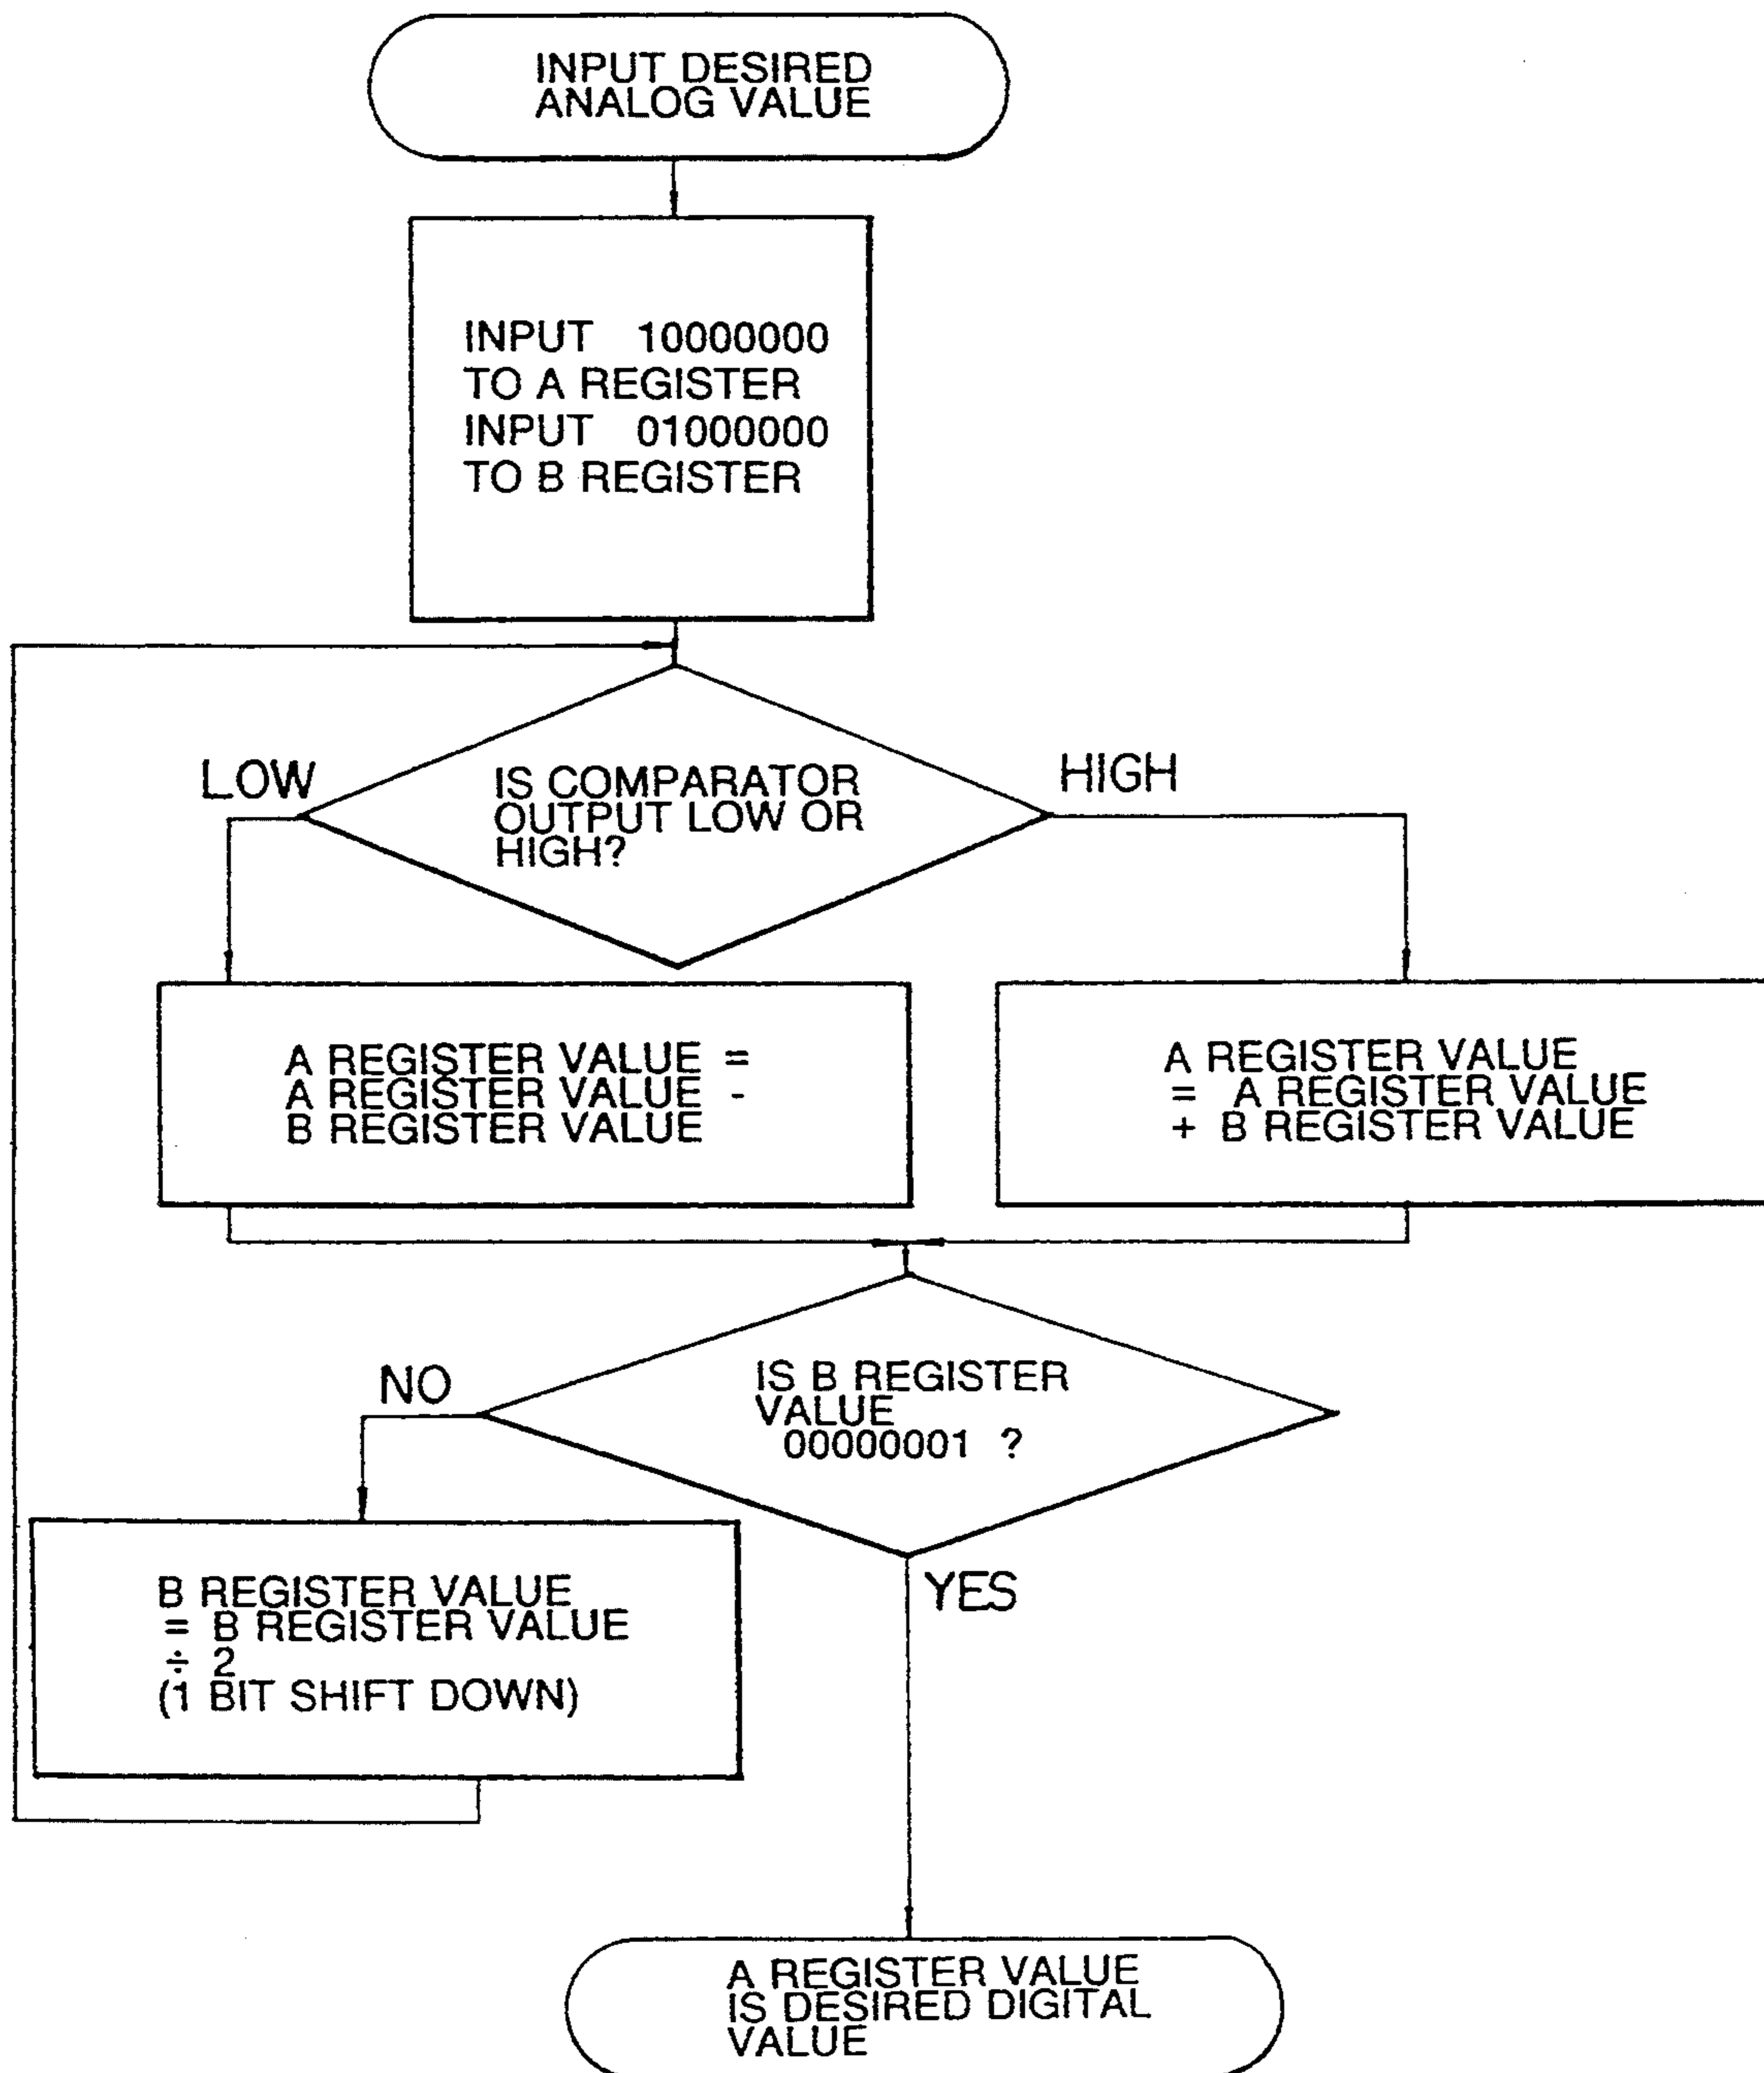 INPUT DESIRED
ANALOG VALUE
INPUT 10000000
TO A REGISTER
INPUT 01000000
TO B REGISTER
LOW
IS COMPARATOR
OUTPUT LOW OR
HIGH?
HIGH
A REGISTER VALUE =
A REGISTER VALUE -
B REGISTER VALUE
A REGISTER VALUE
= A REGISTER VALUE
+ B REGISTER VALUE
NO
IS B REGISTER
VALUE
00000001 ?
B REGISTER VALUE
= B REGISTER VALUE
÷ 2
(1 BIT SHIFT DOWN)
YES
A REGISTER VALUE
IS DESIRED DIGITAL
VALUE